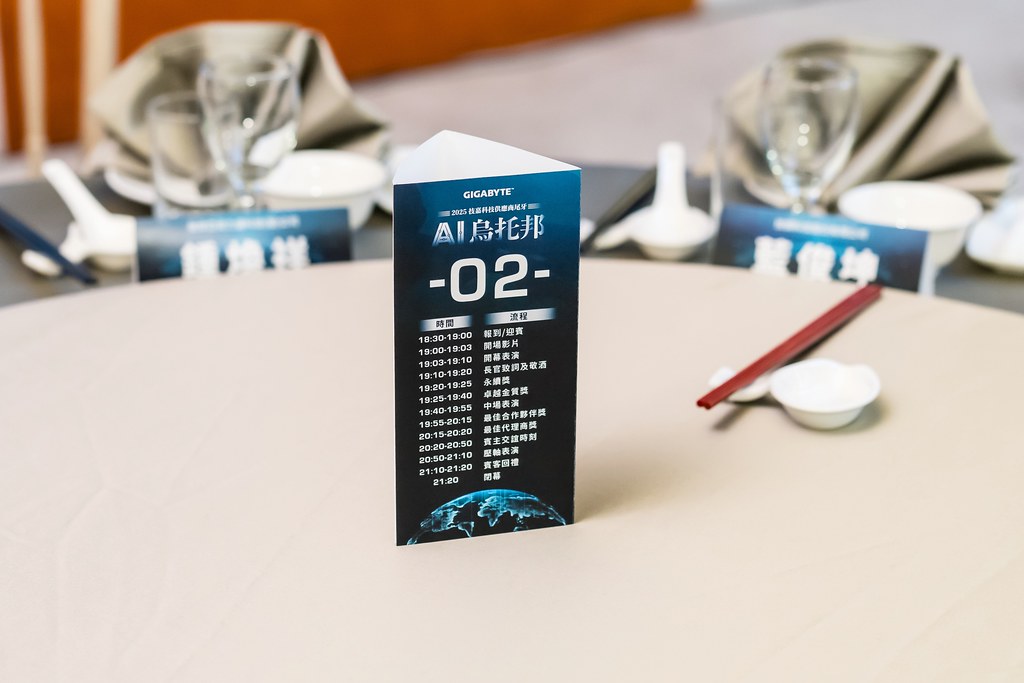 GIGABYTE™
2025 技嘉科技供應商尾牙
AI烏托邦
-02-
時間 流程
18:30-19:00 報到/迎賓
19:00-19:03 開場影片
19:03-19:10 開幕表演
19:10-19:20 長官致詞及敬酒
19:20-19:25 永續獎
19:25-19:40 卓越金質獎
19:40-19:55 中場表演
19:55-20:15 最佳合作夥伴獎
20:15-20:20 最佳代理商獎
20:20-20:50 賓主交誼時刻
20:50-21:10 壓軸表演
21:10-21:20 賓客回禮
21:20 閉幕